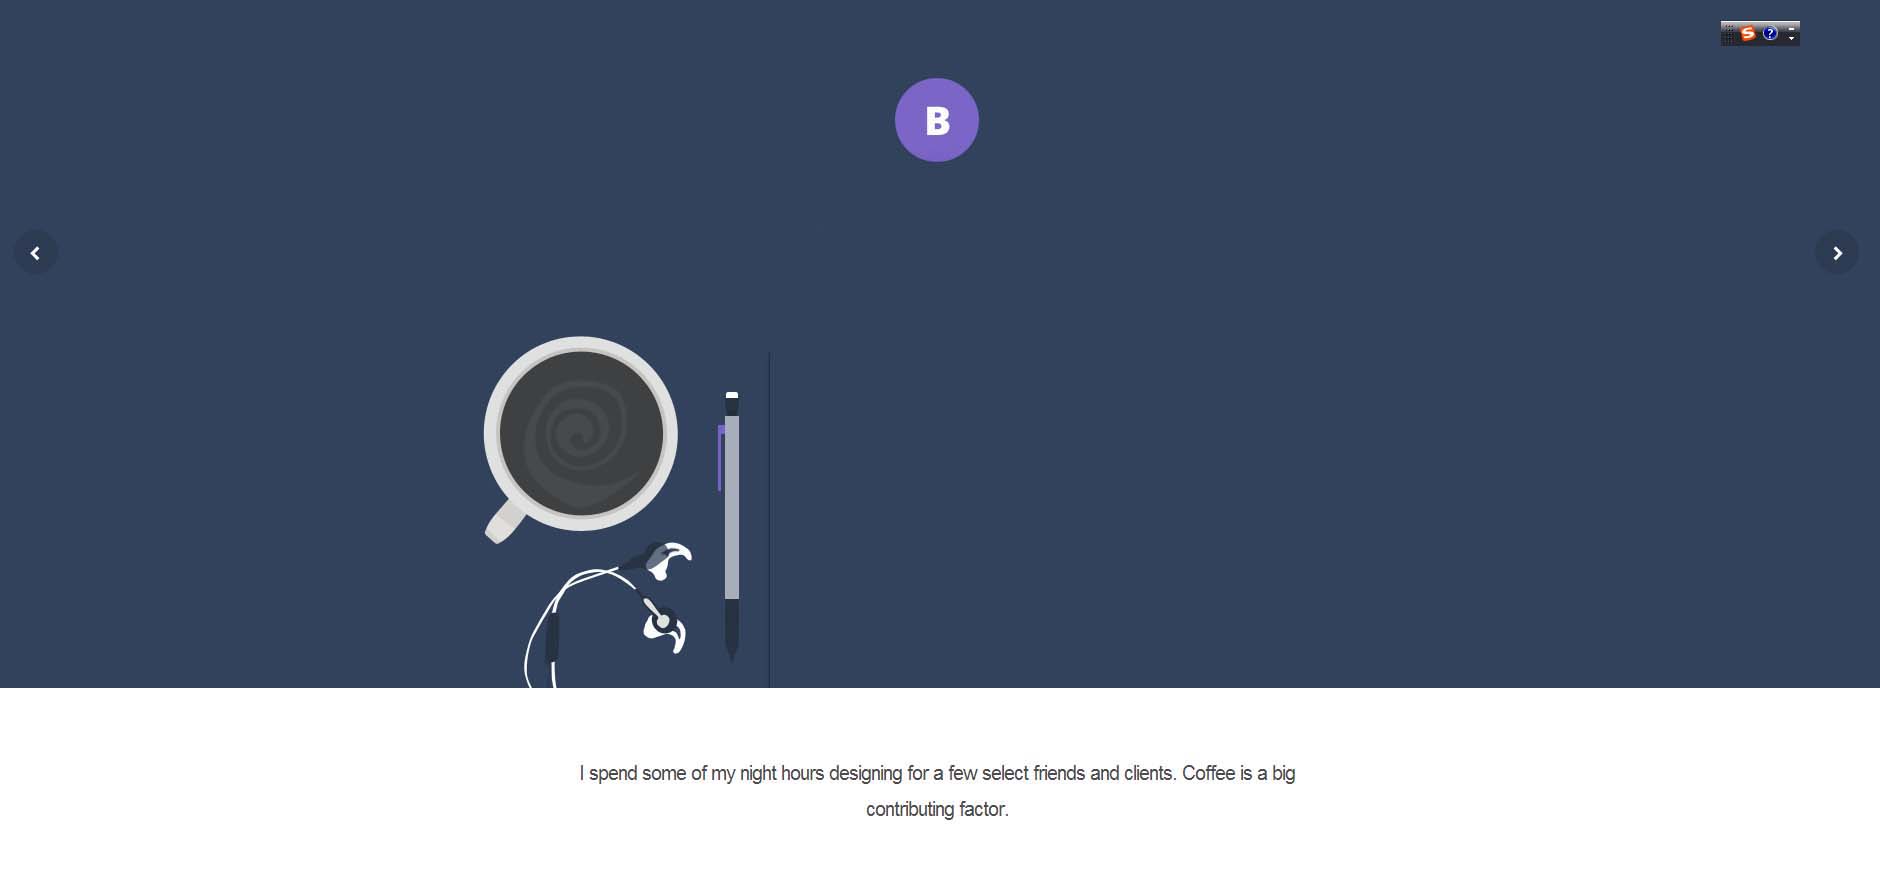 S ?
B
I spend some of my night hours designing for a few select friends and clients. Coffee is a big
contributing factor.